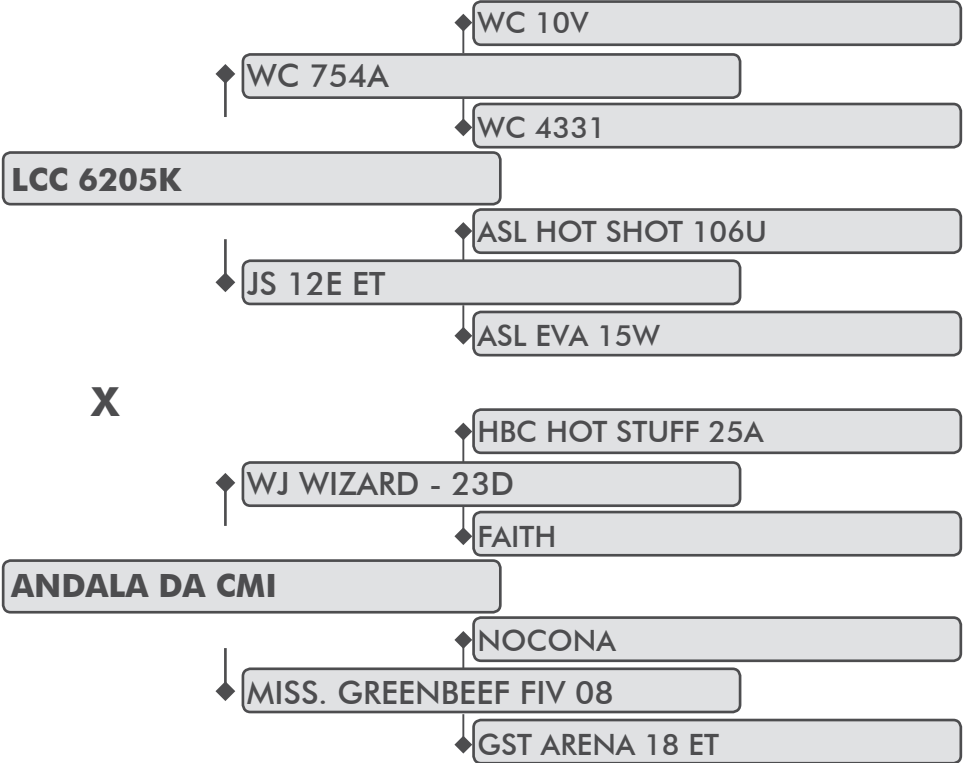 WC 10V
WC 754A
WC 4331
LCC 6205K
ASL HOT SHOT 106U
JS 12E ET
ASL EVA 15W
X
HBC HOT STUFF 25A
WJ WIZARD - 23D
FAITH
ANDALA DA CMI
NOCONA
MISS. GREENBEEF FIV 08
GST ARENA 18 ET